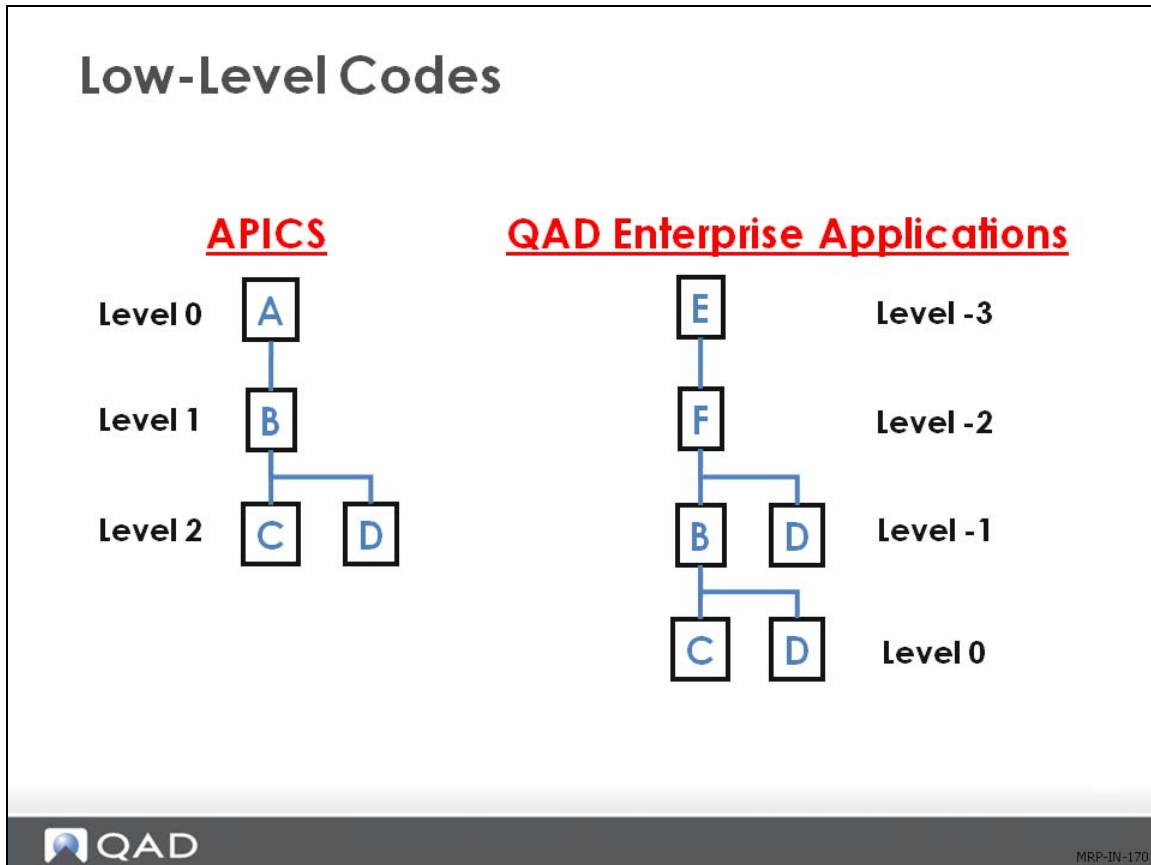 Low-Level Codes
APICS QAD Enterprise Applications
Level 0 A E Level -3
Level 1 B F Level -2
Level 2 C D B D Level -1
C D Level 0
QAD MRP-IN-170